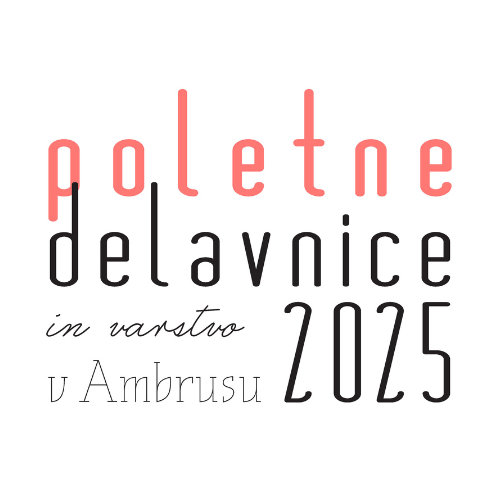 poletne
delavnice
in varstvo
v Ambrusu
2025